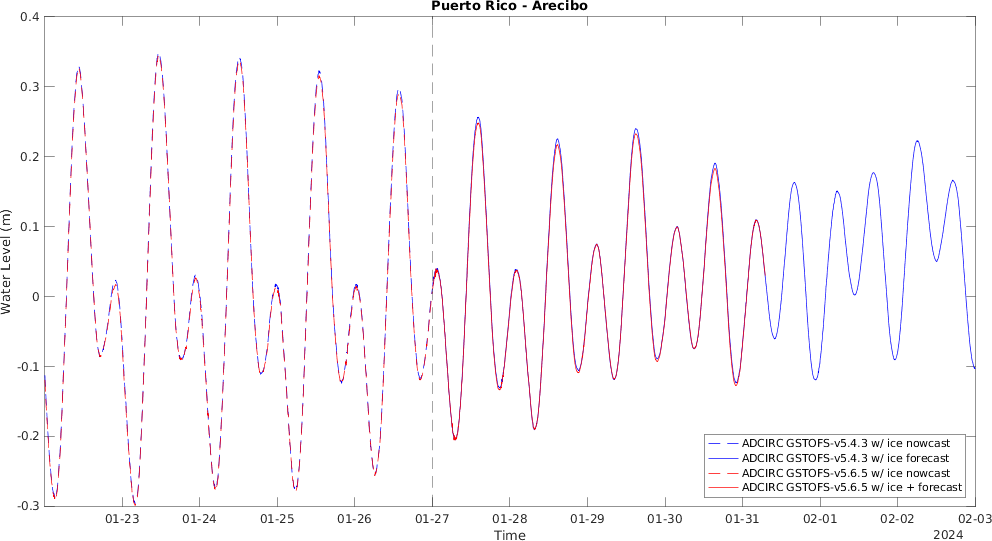 Puerto Rico - Arecibo
0.4
0.3
0.2
0.1
0
-0.1
-0.2
-0.3
Water Level (m)
ADCIRC GSTOFS-v5.4.3 w/ ice nowcast
ADCIRC GSTOFS-v5.4.3 w/ ice forecast
ADCIRC GSTOFS-v5.6.5 w/ ice nowcast
ADCIRC GSTOFS-v5.6.5 w/ ice + forecast
01-23 01-24 01-25 01-26 01-27 01-28 01-29 01-30 01-31 02-01 02-02 02-03
Time
2024